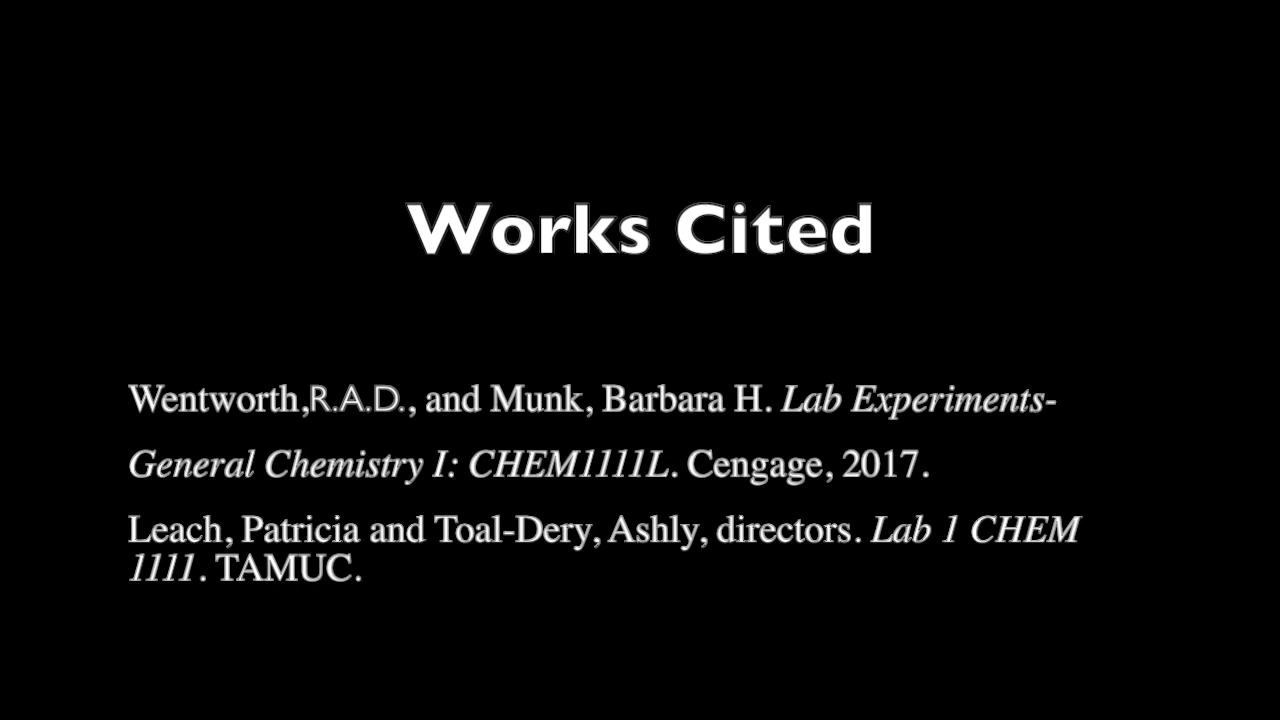 Works Cited
Wentworth,R.A.D., and Munk, Barbara H. Lab Experiments-
General Chemistry I: CHEM1111L. Cengage, 2017.
Leach, Patricia and Toal-Dery, Ashly, directors. Lab 1 CHEM
1111. TAMUC.